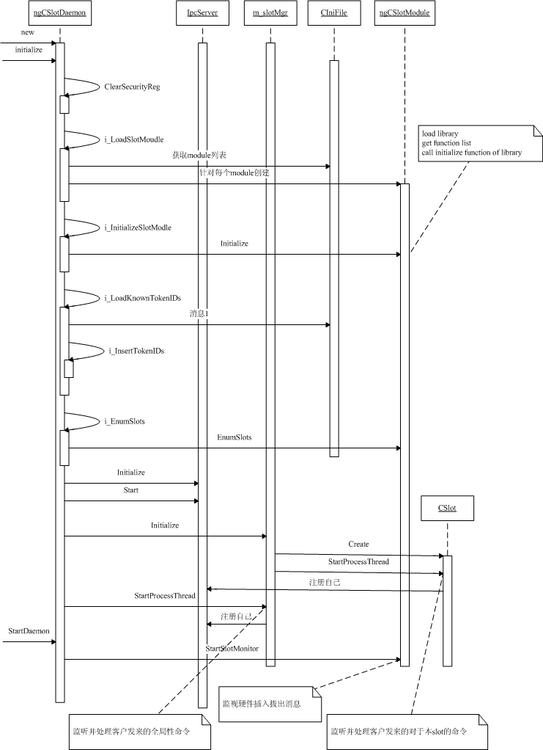 ngCSlotDaemon
IpcServer
m_slotMgr
CIniFile
ngCSlotModule
new
initialize
ClearSecurityReg
load library
get function list
call initialize function of library
i_LoadSlotMoudle
获取module列表
针对每个module创建
i_InitializeSlotModle
Initialize
i_LoadKnownTokenIDs
消息1
i_InsertTokenIDs
i_EnumSlots
EnumSlots
Initialize
Start
CSlot
Initialize
Create
StartProcessThread
注册自己
StartProcessThread
注册自己
StartDaemon
StartSlotMonitor
监视硬件插入拔出消息
监听并处理客户发来的全局性命令
监听并处理客户发来的对于本slot的命令